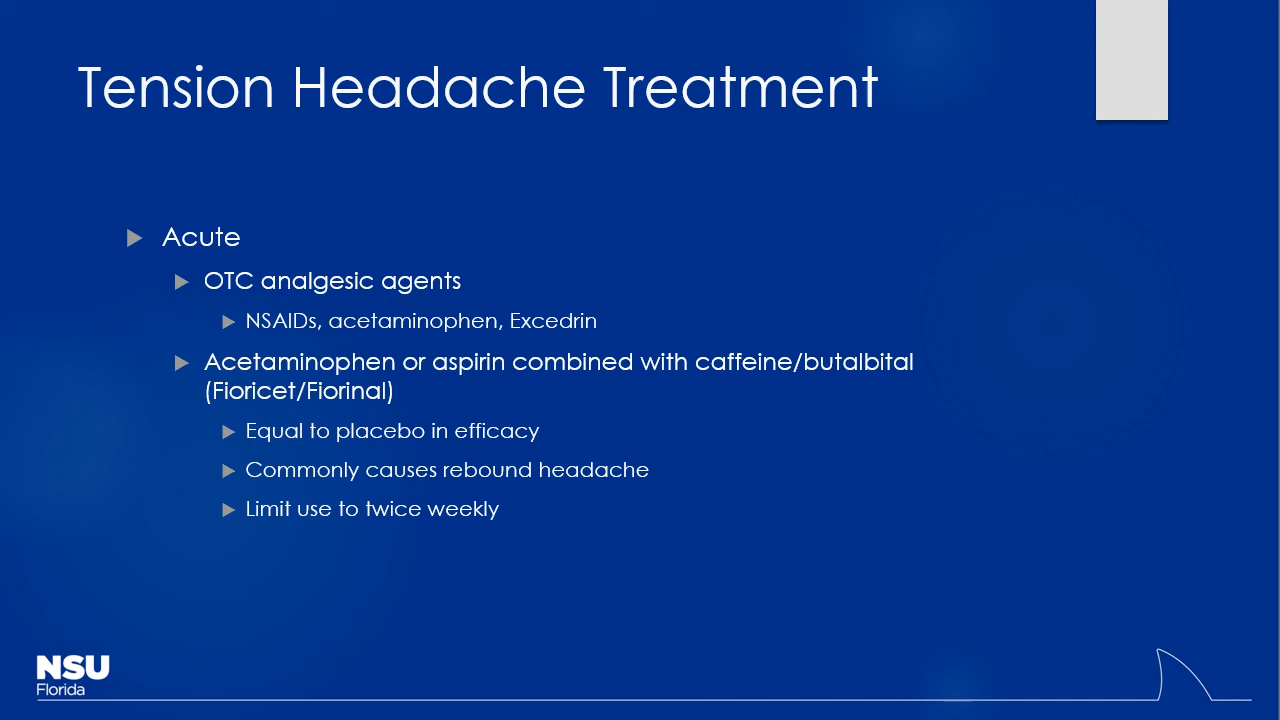 Tension Headache Treatment
Acute
OTC analgesic agents
NSAIDs, acetaminophen, Excedrin
Acetaminophen or aspirin combined with caffeine/butalbital
(Fioricet/Fiorinal)
Equal to placebo in efficacy
Commonly causes rebound headache
Limit use to twice weekly
NSU
Florida